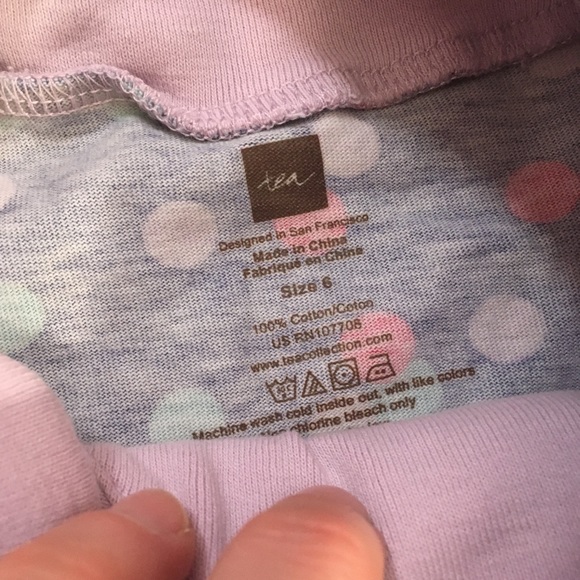 tea
Designed in San Francisco
Made in China
Fabriqué en China
Size 6
100% Cotton/Coton
US RN107708
www.teacollection.com
Machine wash cold inside out, with like colors
chlorine bleach only